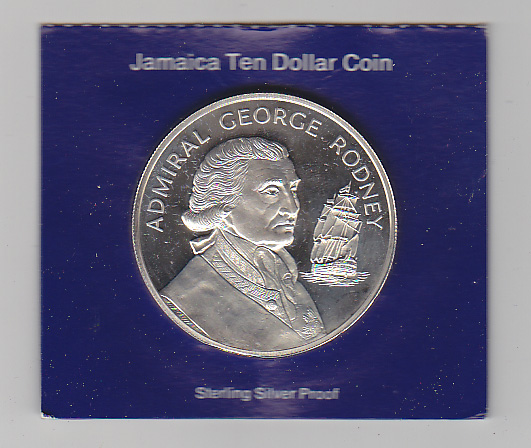 Jamaica Ten Dollar Coin
ADMIRAL GEORGE RODNEY
Sterling Silver Proof